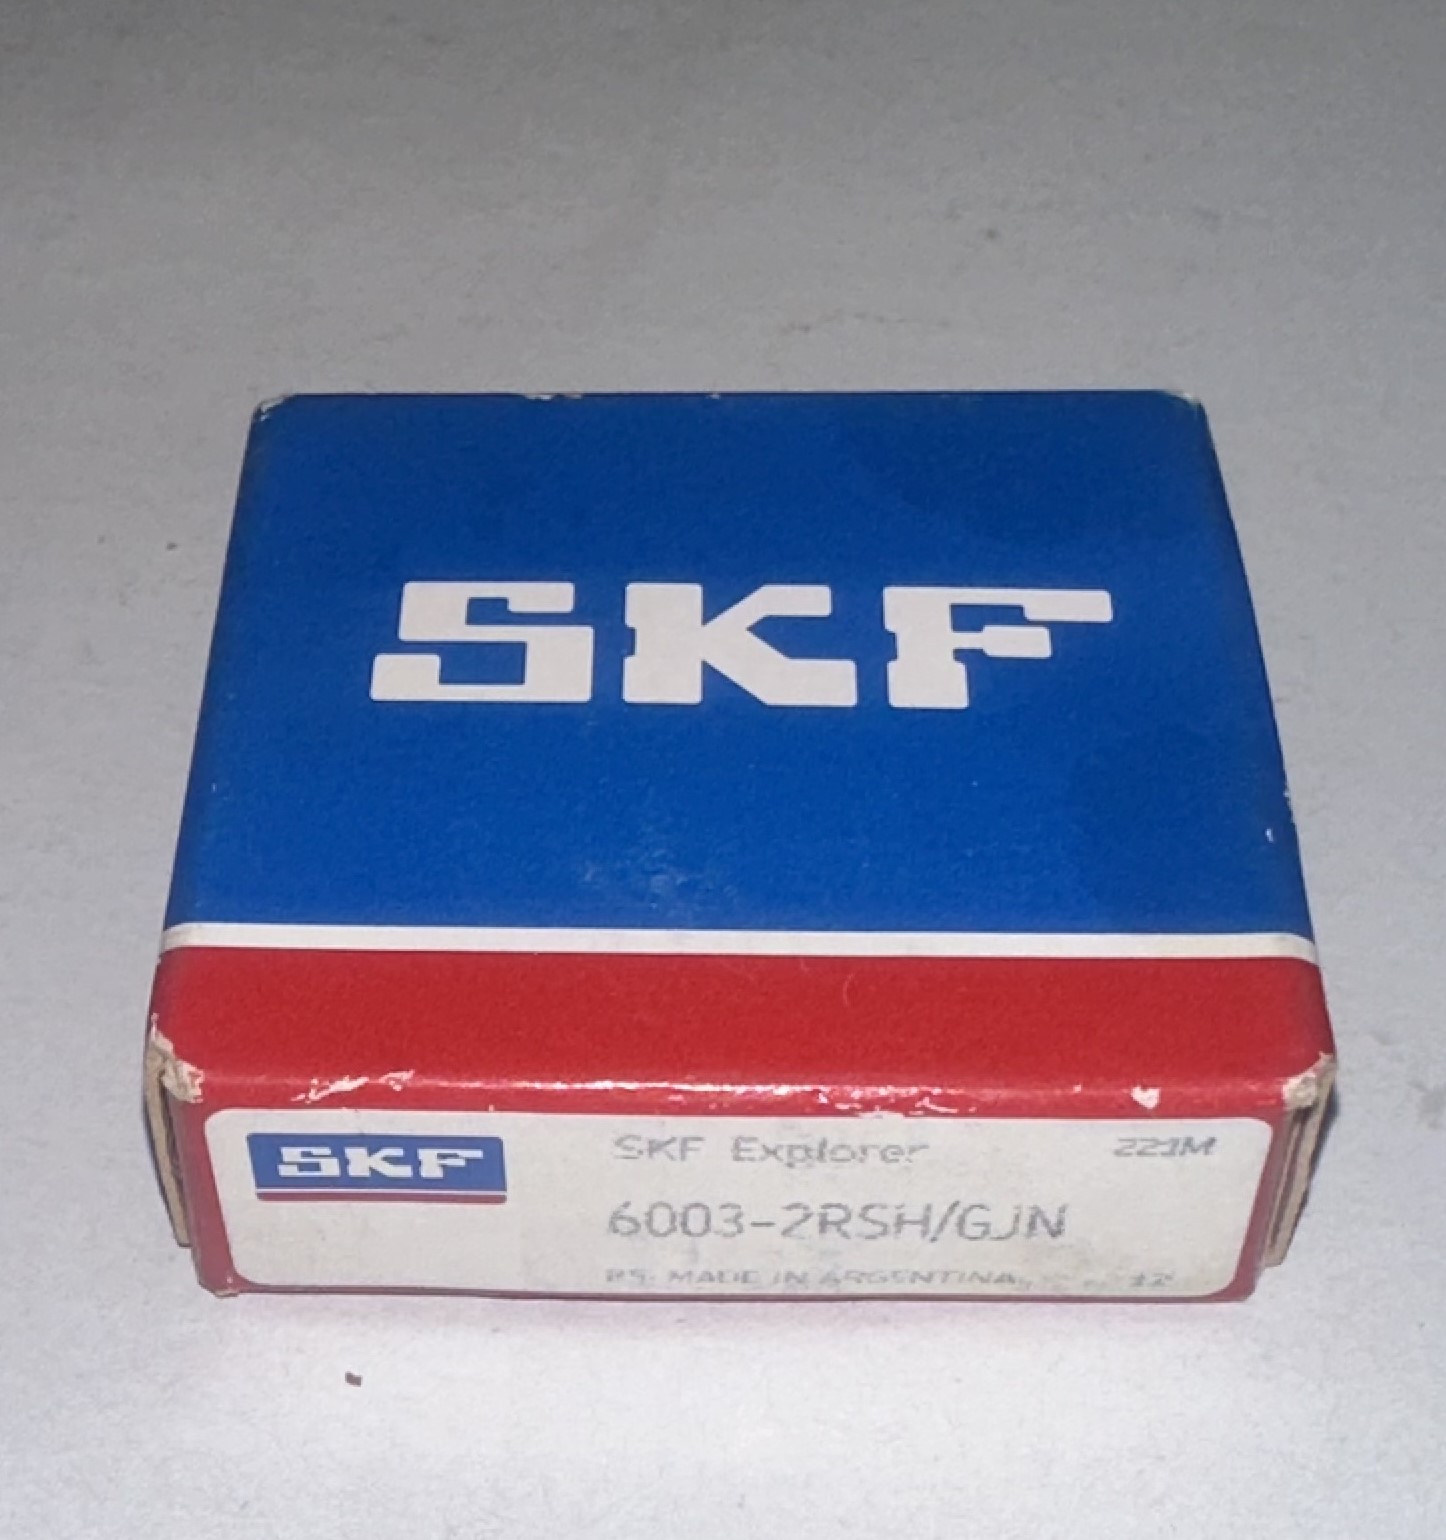 SKF
SKF
SKF Explorer 221M
6003-2RSH/GJN
MADE IN ARGENTINA